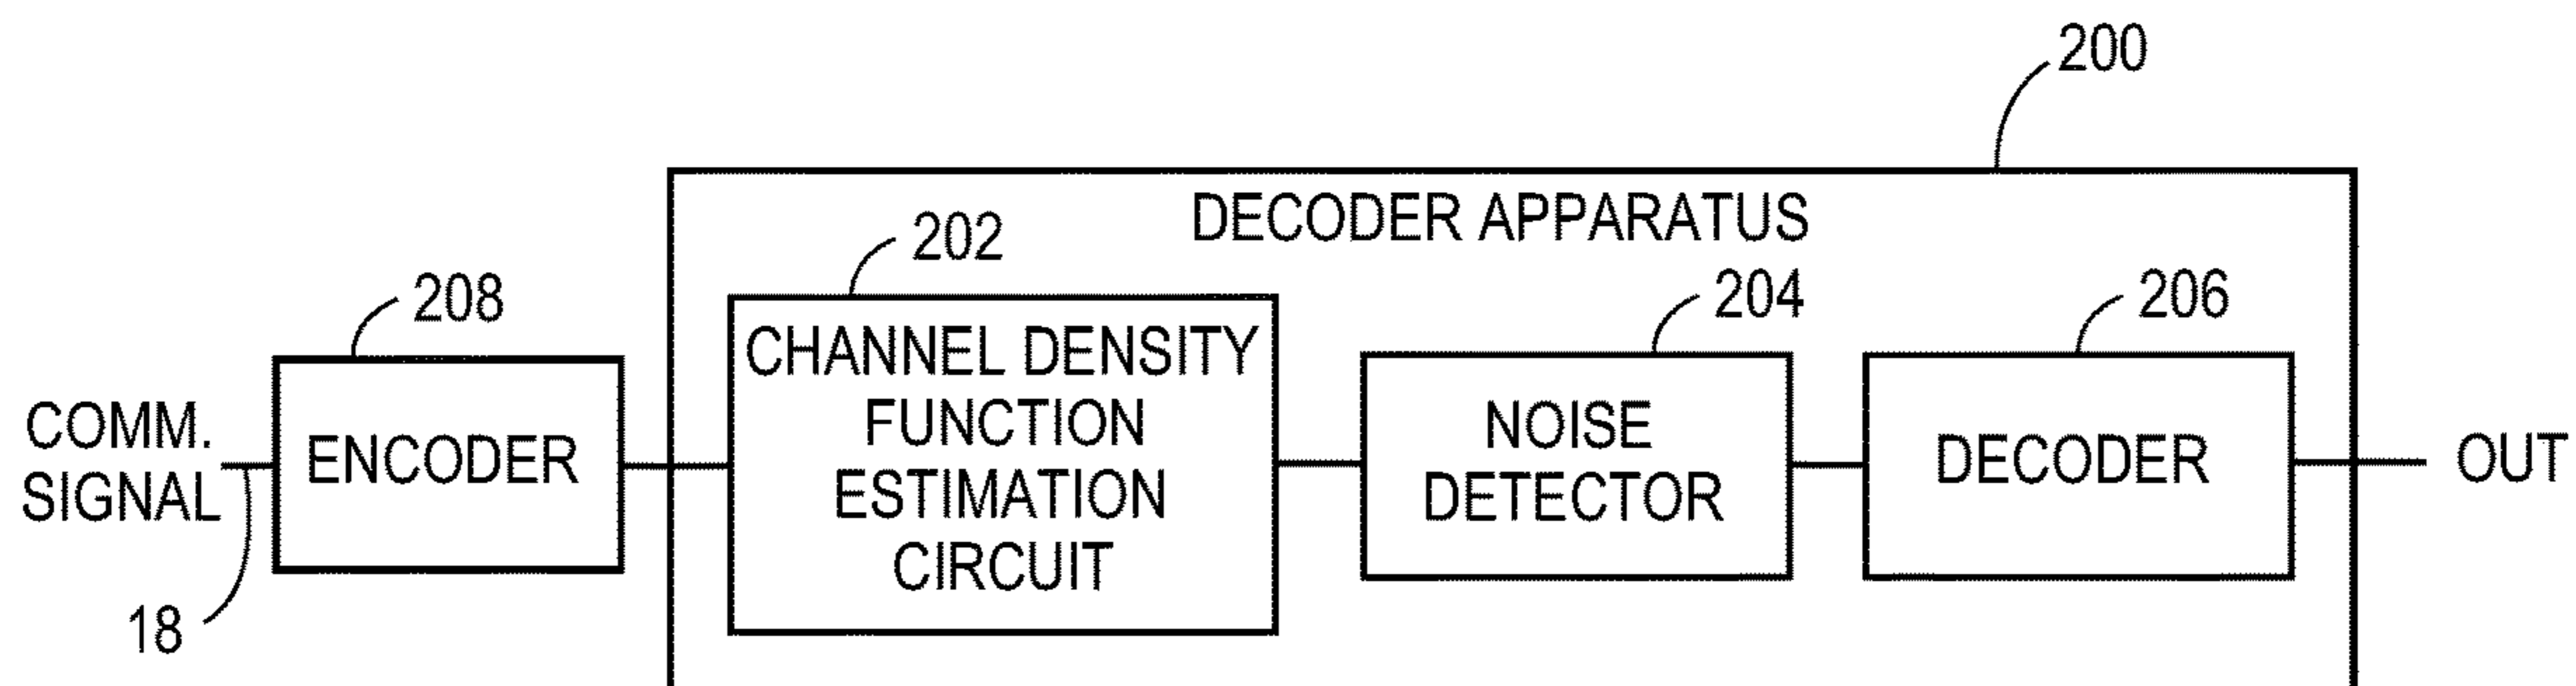 200
DECODER APPARATUS
202
208
204
206
CHANNEL DENSITY
FUNCTION
ESTIMATION
CIRCUIT
COMM.
SIGNAL
ENCODER
NOISE
DETECTOR
DECODER
OUT
18